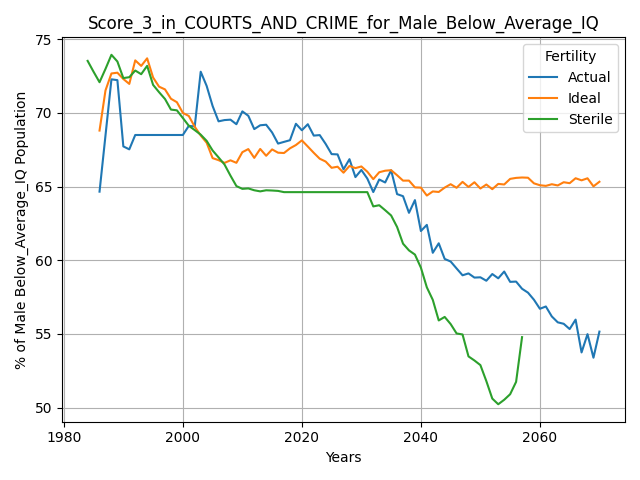 Score_3_in_COURTS_AND_CRIME_for_Male_Below_Average_IQ
% of Male Below_Average_IQ Population
75
70
65
60
55
50
Fertility
Actual
Ideal
Sterile
1980
2000
2020
2040
2060
Years